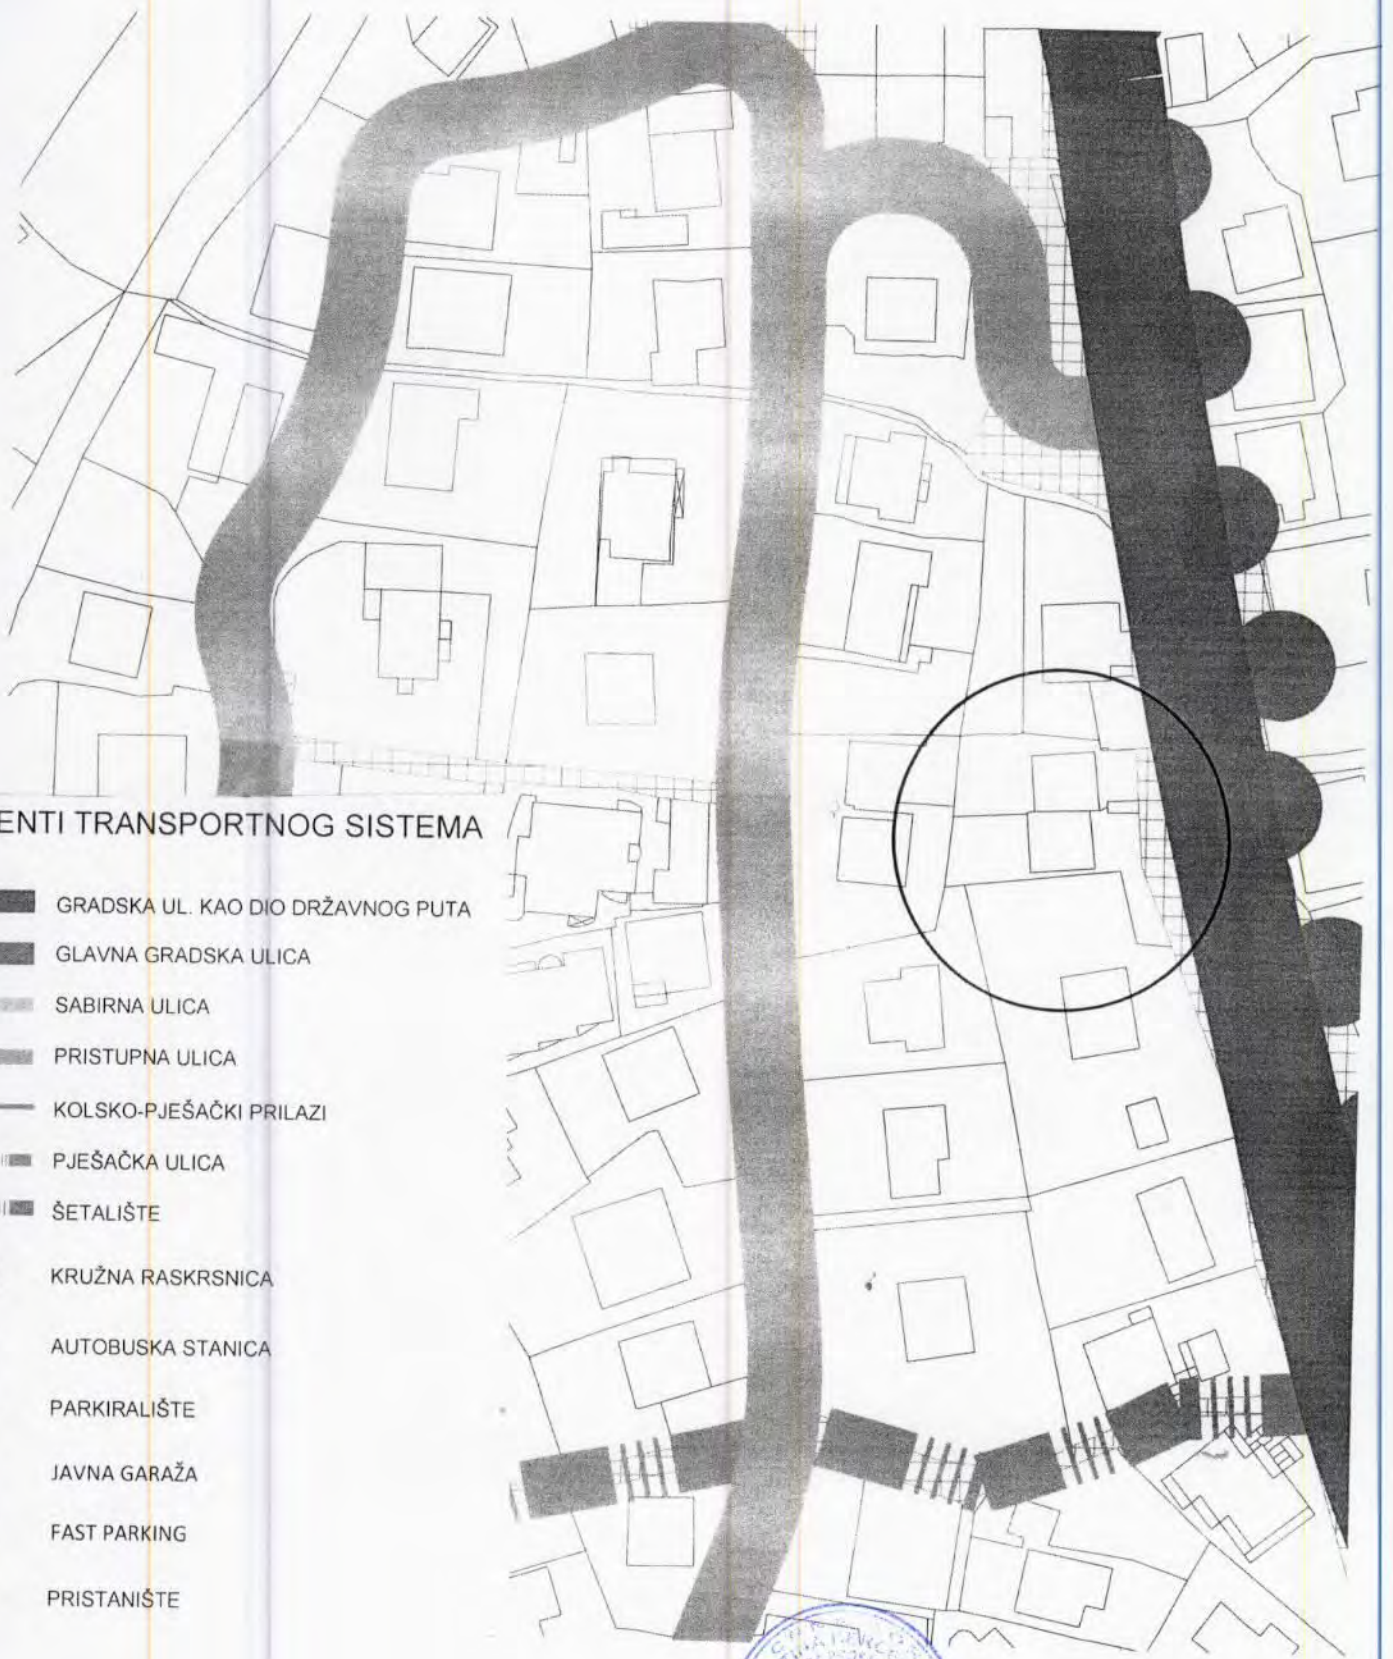 ENTI TRANSPORTNOG SISTEMA
GRADSKA UL. KAO DIO DRŽAVNOG PUTA
GLAVNA GRADSKA ULICA
SABIRNA ULICA
PRISTUPNA ULICA
KOLSKO-PJEŠAČKI PRILAZI
PJEŠAČKA ULICA
ŠETALIŠTE
KRUŽNA RASKRSNICA
AUTOBUSKA STANICA
PARKIRALIŠTE
JAVNA GARAŽA
FAST PARKING
PRISTANIŠTE